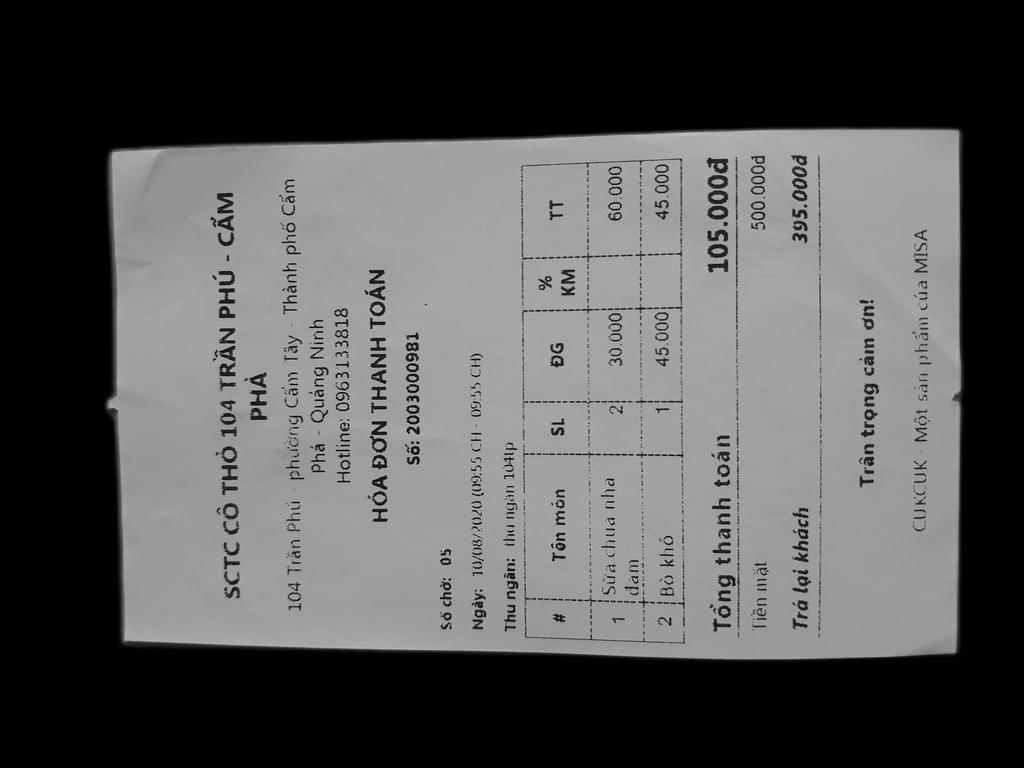 SCTC CÔ THỎ 104 TRẦN PHÚ - CẨM
PHẢ
104 Trần Phú - phường Cẩm Tây - Thành phố Cẩm
Phả - Quảng Ninh
Hotline: 0963133818
HÓA ĐƠN THANH TOÁN
Số: 2003000981
Số chờ: 05
Ngày: 10/08/2020 (09:55 CH - 09:55 CH)
Thu ngân: thu ngân 104tp
# Tên món SL ĐG % TT
KM
1 Sữa chua nha 2 30.000 60.000
đam
2 Bò khô 1 45.000 45.000
Tổng thanh toán 105.000đ
Tiền mặt 500.000đ
Trả lại khách 395.000đ
Trân trọng cảm ơn!
CUKCUK - Một sản phẩm của MISA